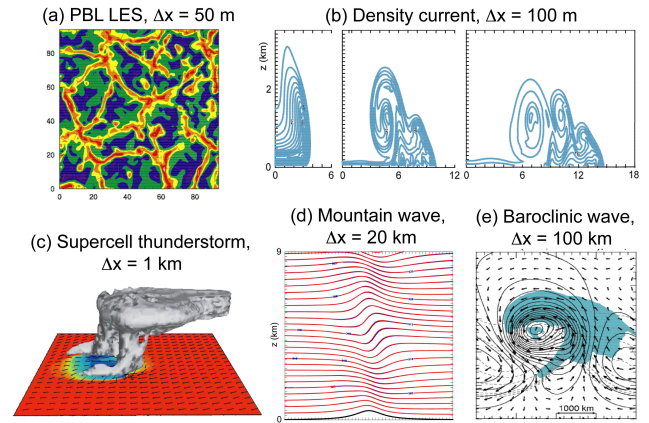 (a) PBL LES, Δx = 50 m
(b) Density current, Δx = 100 m
80
60
40
20
0
0 20 40 60 80
z (km)
2
0
0 6
0 6 12
0 6 12 18
(c) Supercell thunderstorm,
Δx = 1 km
(d) Mountain wave,
Δx = 20 km
9
z (km)
0
(e) Baroclinic wave,
Δx = 100 km
1000 km